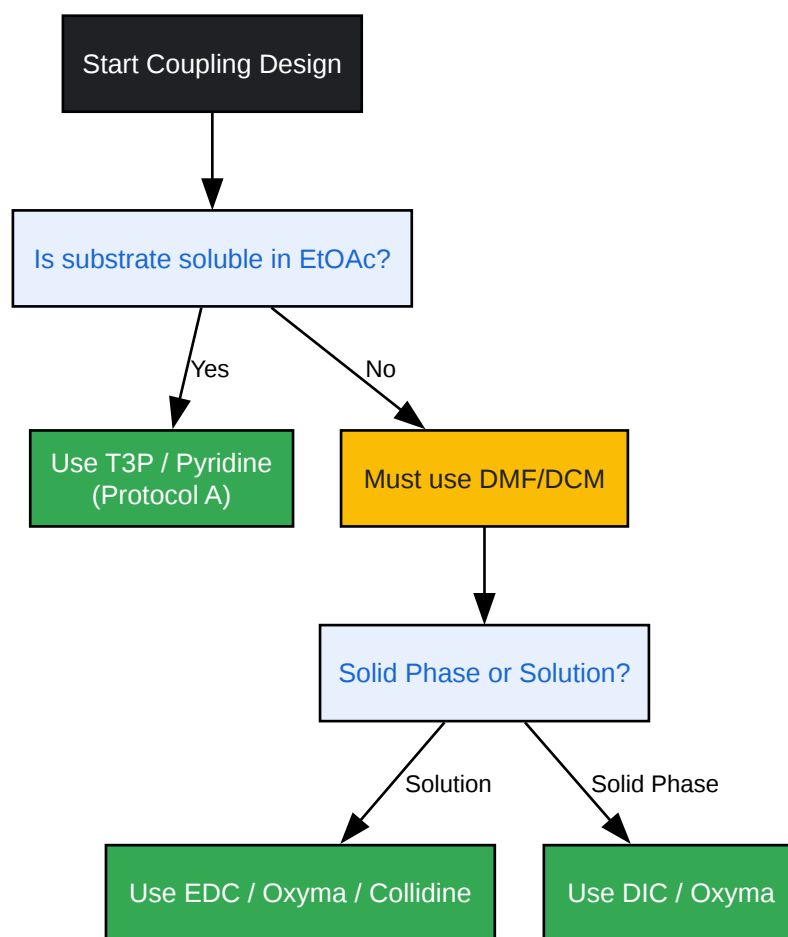 Start Coupling Design
Is substrate soluble in EtOAc?
Yes
No
Use T3P / Pyridine
(Protocol A)
Must use DMF/DCM
Solid Phase or Solution?
Solution
Solid Phase
Use EDC / Oxyma / Collidine
Use DIC / Oxyma